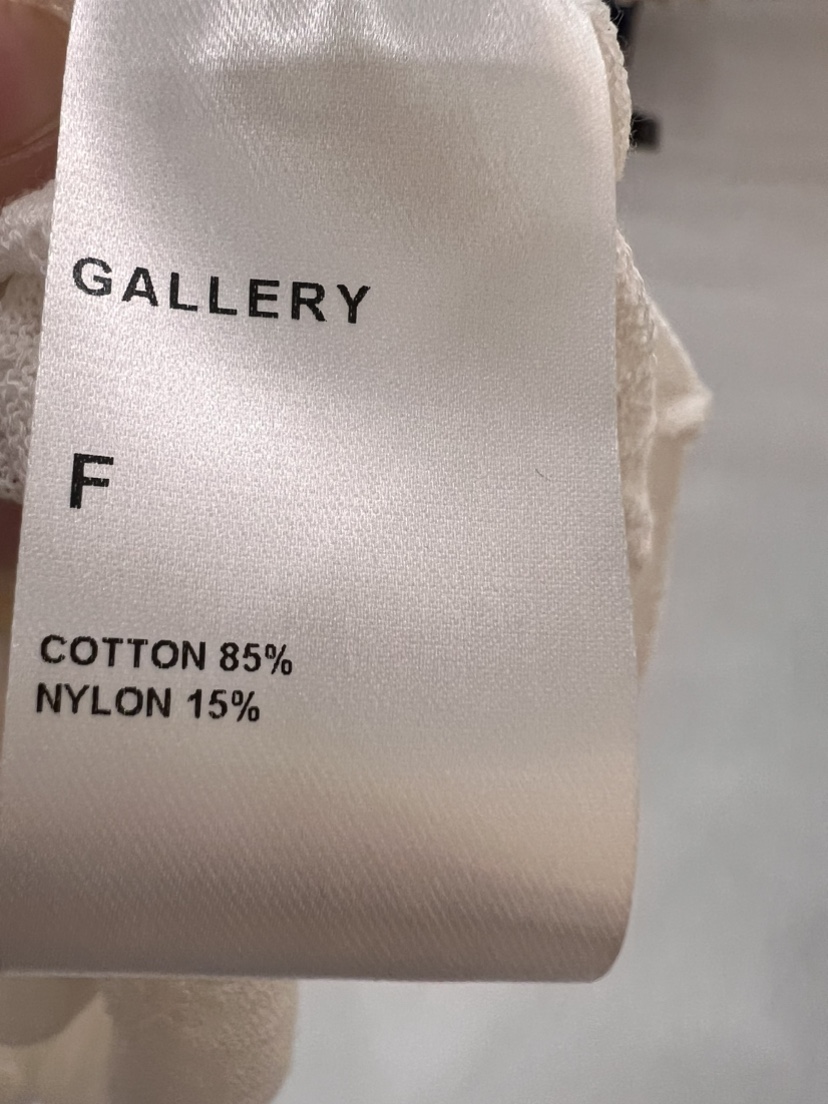 GALLERY
F
COTTON 85%
NYLON 15%